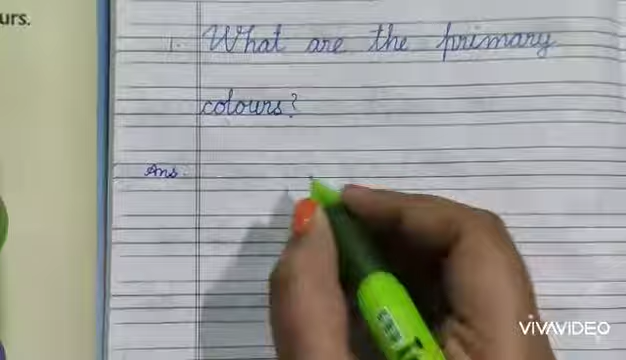 urs.
1. What are the primary
colours?
Ans.
VIVAVIDEO